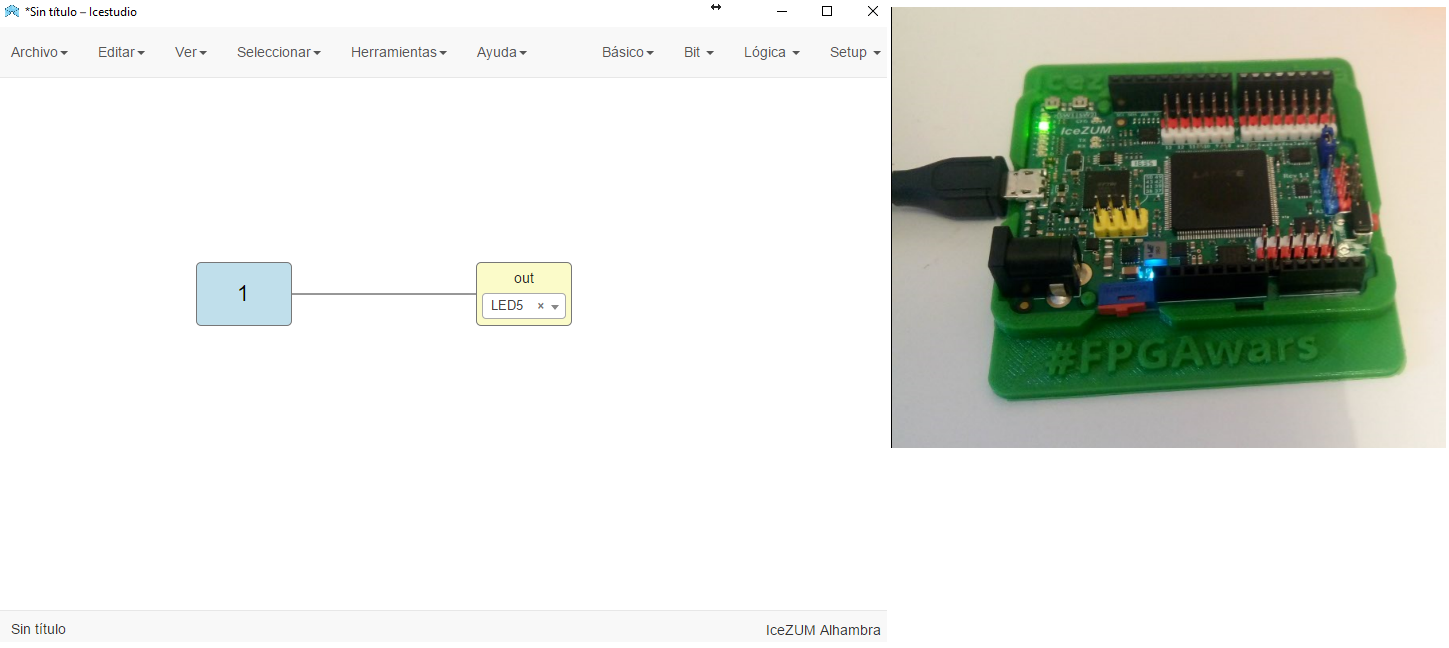 *Sin título – Icestudio
Archivo Editar Ver Seleccionar Herramientas Ayuda Básico Bit Lógica Setup
1
out
LED5 ×
Sin título
IceZUM Alhambra
IceZUM
#FPGAwars